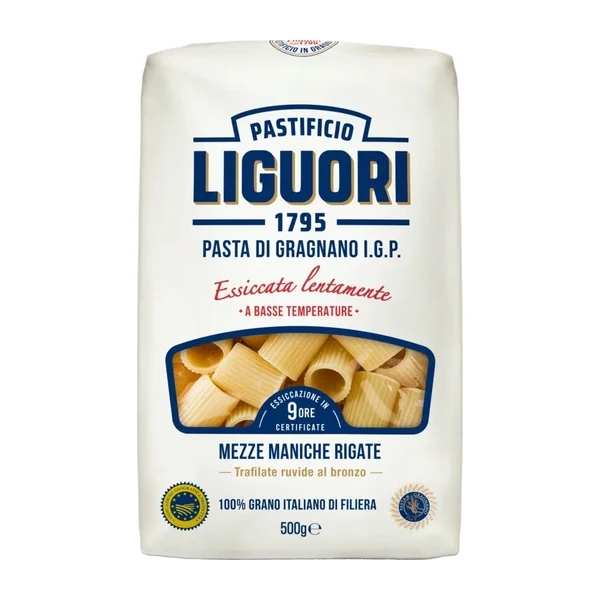 PASTIFICIO
LIGUORI
1795
PASTA DI GRAGNANO I.G.P.
Essiccata lentamente
• A BASSE TEMPERATURE •
ESSICCAZIONE IN
9 ORE
CERTIFICATE
MEZZE MANICHE RIGATE
Trafilate ruvide al bronzo
100% GRANO ITALIANO DI FILIERA
500g℮